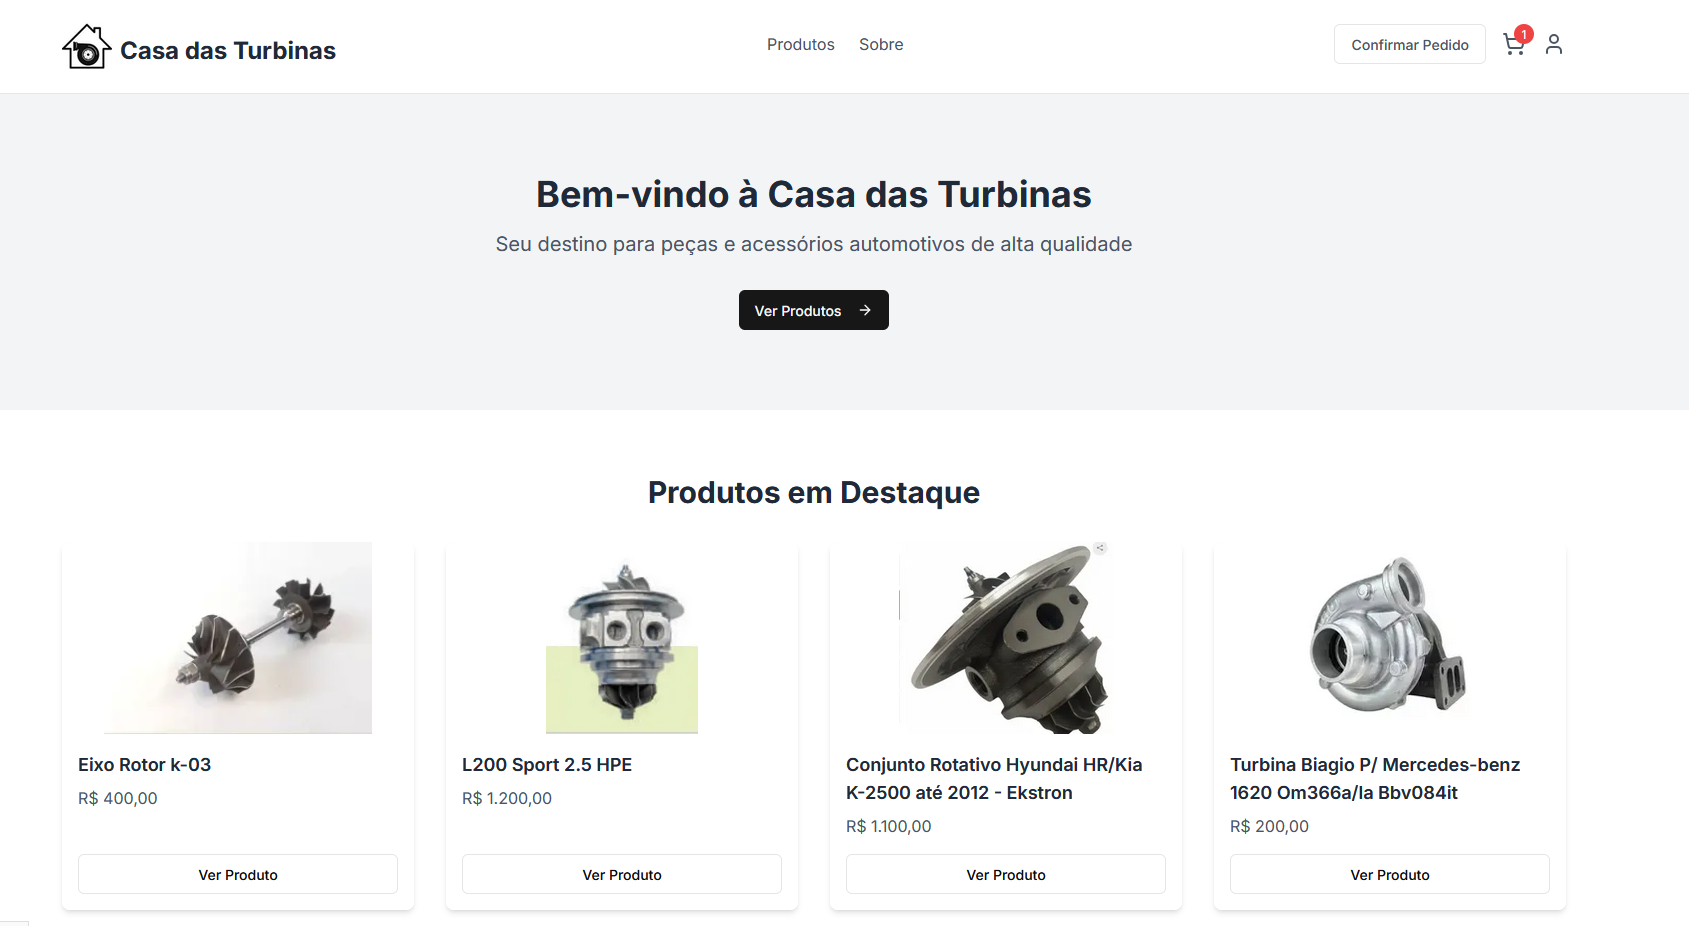 Casa das Turbinas
Produtos
Sobre
Confirmar Pedido
1
Bem-vindo à Casa das Turbinas
Seu destino para peças e acessórios automotivos de alta qualidade
Ver Produtos
Produtos em Destaque
Eixo Rotor k-03
R$ 400,00
Ver Produto
L200 Sport 2.5 HPE
R$ 1.200,00
Ver Produto
Conjunto Rotativo Hyundai HR/Kia
K-2500 até 2012 - Ekstron
R$ 1.100,00
Ver Produto
Turbina Biagio P/ Mercedes-benz
1620 Om366a/la Bbv084it
R$ 200,00
Ver Produto